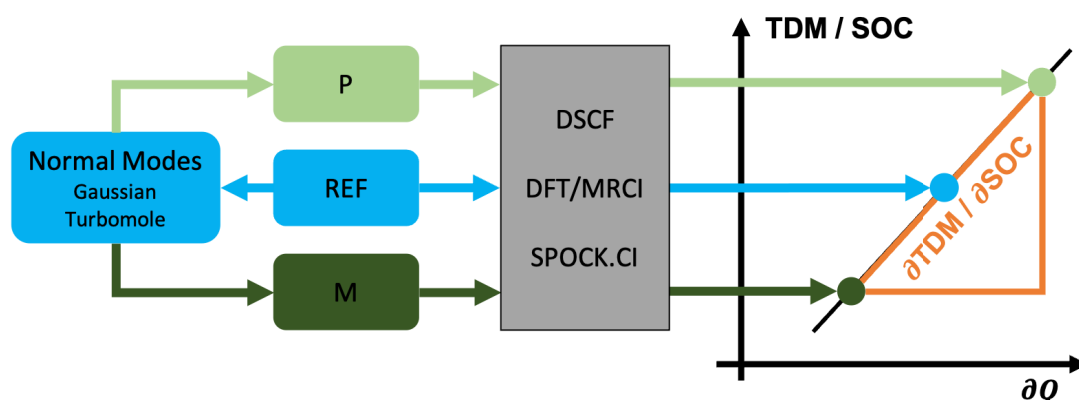 TDM / SOC
P
DSCF
Normal Modes
Gaussian
Turbomole
REF
DFT/MRCI
∂TDM / ∂SOC
SPOCK.CI
M
∂Q